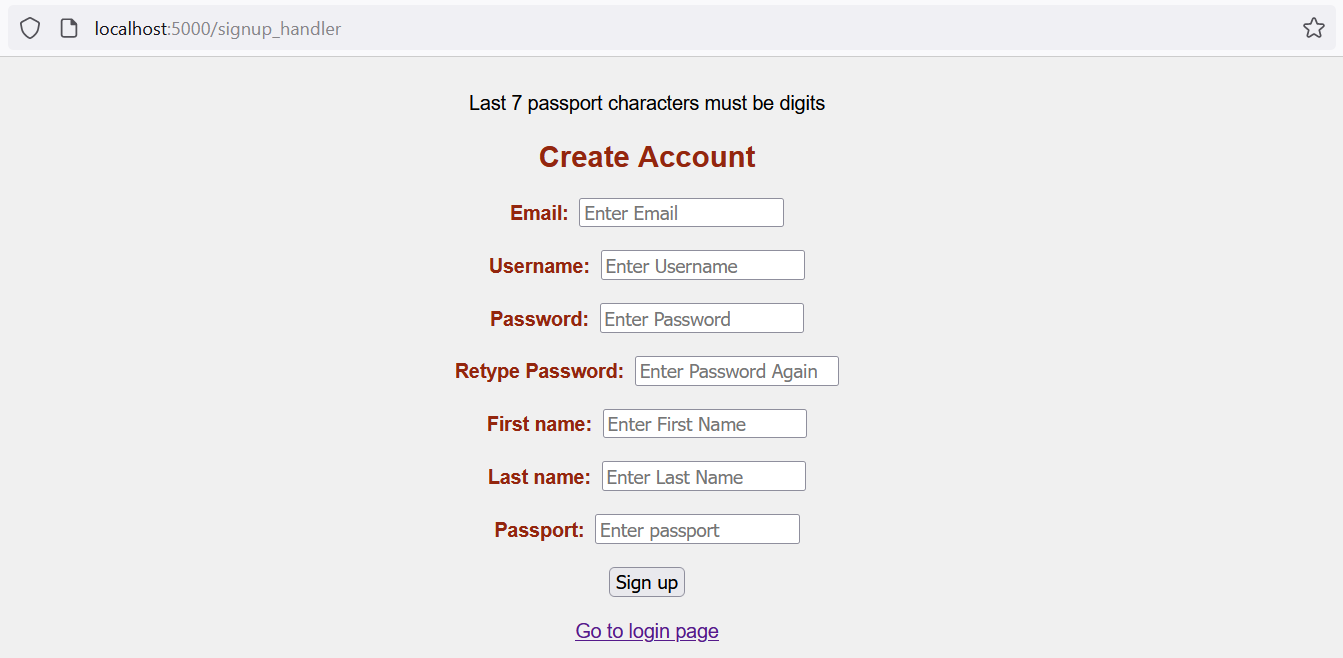 localhost:5000/signup_handler
Last 7 passport characters must be digits
Create Account
Email: Enter Email
Username: Enter Username
Password: Enter Password
Retype Password: Enter Password Again
First name: Enter First Name
Last name: Enter Last Name
Passport: Enter passport
Sign up
Go to login page